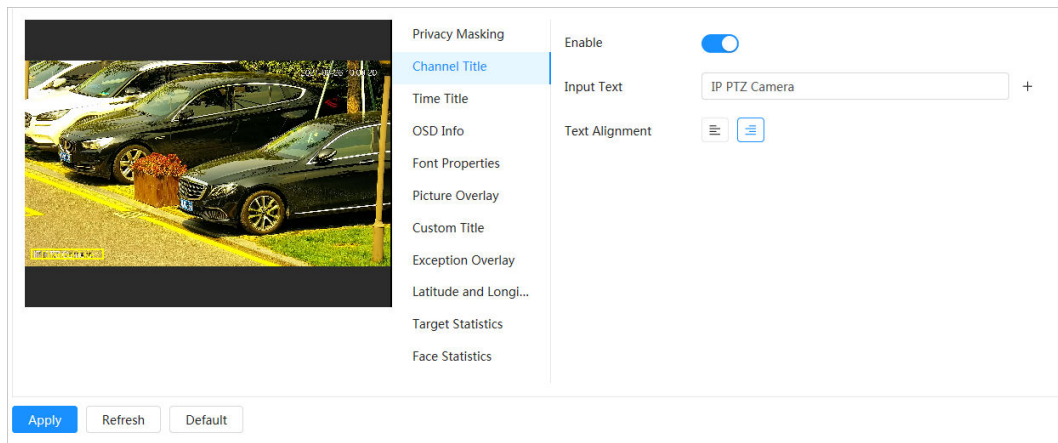 Privacy Masking
Channel Title
Time Title
OSD Info
Font Properties
Picture Overlay
Custom Title
Exception Overlay
Latitude and Longi...
Target Statistics
Face Statistics
Enable
Input Text
IP PTZ Camera
+
Text Alignment
Apply
Refresh
Default